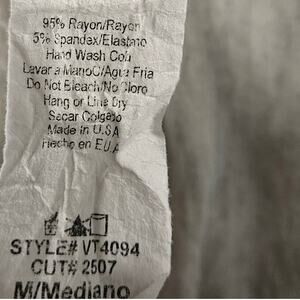 95% Rayon/Rayon
5% Spandex/Elastano
Hand Wash Cold
Lavar a Mano C/Agua Fria
Do Not Bleach/No Cloro
Hang or Line Dry
Secar Colgado
Made in U.S.A
Hecho en E.U.A
STYLE# VT4094
CUT# 2507
M/Mediano